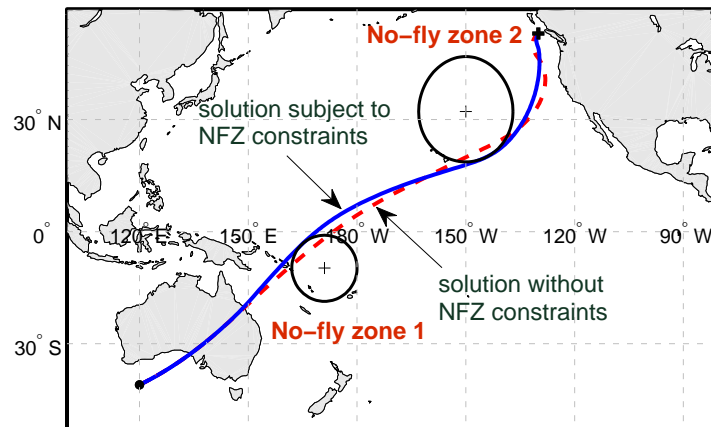 No−fly zone 2
solution subject to
NFZ constraints
30° N
0°
120° E
150° E
180° W
150° W
90° W
solution without
NFZ constraints
No−fly zone 1
30° S